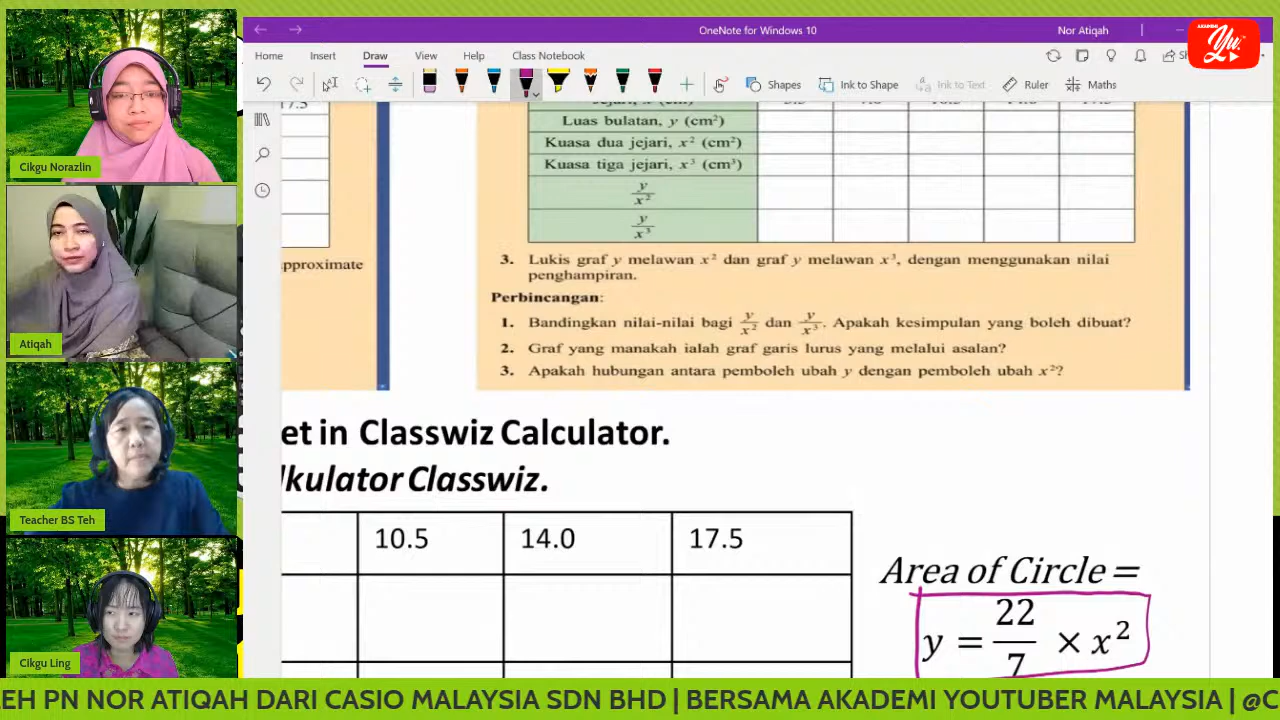 OneNote for Windows 10
Nor Atiqah
AKADEMI
Home
Insert
Draw
View
Help
Class Notebook
Shapes
Ink to Shape
Ink to Text
Ruler
Maths
17.5
Luas bulatan, y (cm²)
Kuasa dua jejari, x² (cm²)
Kuasa tiga jejari, x³ (cm³)
y/x²
y/x³
pproximate
3. Lukis graf y melawan x² dan graf y melawan x³, dengan menggunakan nilai
penghampiran.
Perbincangan:
1. Bandingkan nilai-nilai bagi y/x² dan y/x³. Apakah kesimpulan yang boleh dibuat?
2. Graf yang manakah ialah graf garis lurus yang melalui asalan?
3. Apakah hubungan antara pemboleh ubah y dengan pemboleh ubah x²?
et in Classwiz Calculator.
lkulator Classwiz.
10.5
14.0
17.5
Area of Circle =
y = 22/7 × x²
Cikgu Norazlin
Atiqah
Teacher BS Teh
Cikgu Ling
LEH PN NOR ATIQAH DARI CASIO MALAYSIA SDN BHD | BERSAMA AKADEMI YOUTUBER MALAYSIA | @C